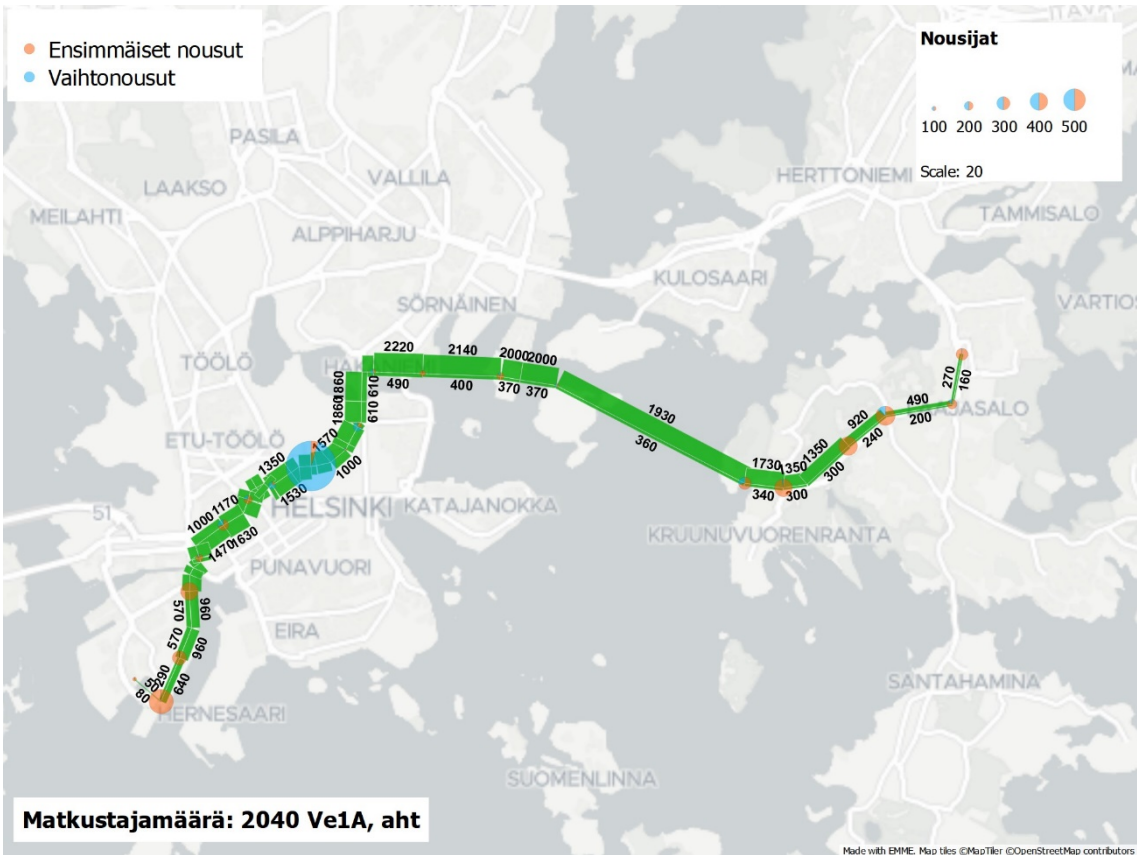 Ensimmäiset nousut
Vaihtonousut
Nousijat
100 200 300 400 500
Scale: 20
PASILA
LAAKSO
VALLILA
MEILAHTI
ALPPIHARJU
HERTTONIEMI
TAMMISALO
KULOSAARI
VARTIOS
SÖRNÄINEN
TÖÖLÖ
2220
2140
2000 2000
490
400
370 370
1860 1860
610 610
1930
360
270
160
490
200
AJASALO
920
240
ETU-TÖÖLÖ
1570
1000
1350
1530
1730 1350 1350
340 300 300
HELSINKI
KATAJANOKKA
KRUUNUVUORENRANTA
51
1000 1170
1470 1630
PUNAVUORI
570
960
EIRA
570
960
290
640
50
80
HERNESAARI
SANTAHAMINA
SUOMENLINNA
Matkustajamäärä: 2040 Ve1A, aht
Made with EMME. Map tiles ©MapTiler ©OpenStreetMap contributors